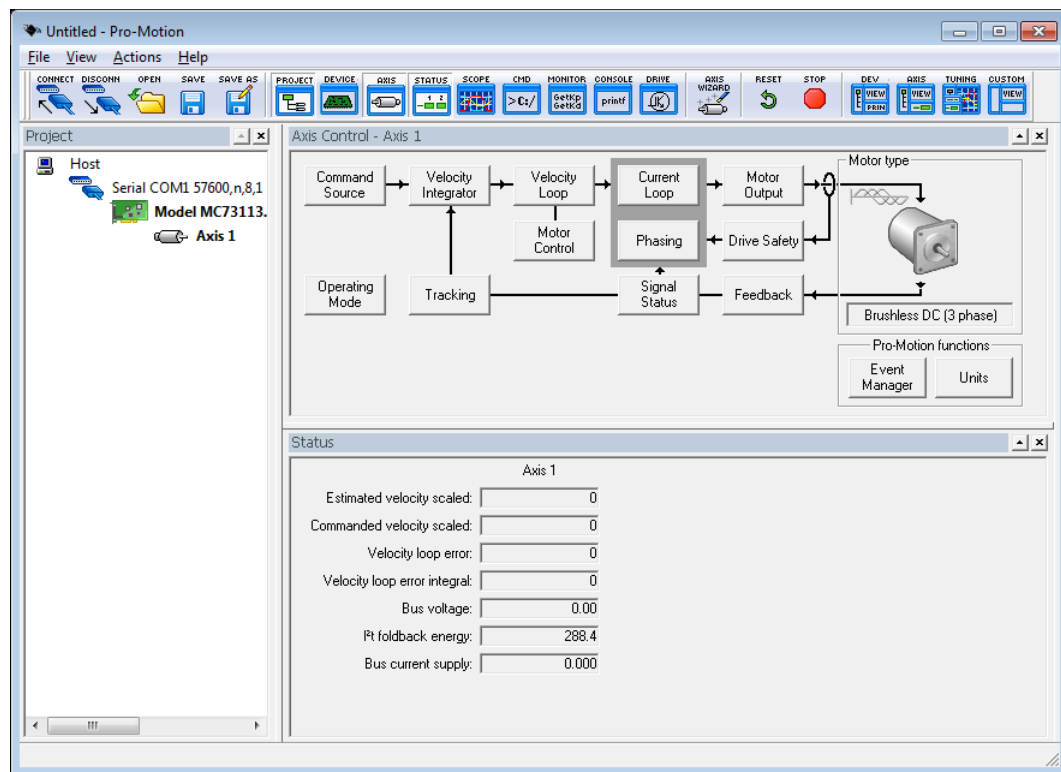 Untitled - Pro-Motion
File View Actions Help
CONNECT DISCONN OPEN SAVE SAVE AS PROJECT DEVICE AXIS STATUS SCOPE CMD MONITOR CONSOLE DRIVE AXIS WIZARD RESET STOP DEV AXIS TUNING CUSTOM
>C:/ GetKp GetKd printf VIEW PRIN VIEW VIEW VIEW
Project
Host
Serial COM1 57600,n,8,1
Model MC73113.
Axis 1
Axis Control - Axis 1
Command Source
Velocity Integrator
Velocity Loop
Current Loop
Motor Output
Motor type
Motor Control
Phasing
Drive Safety
Operating Mode
Tracking
Signal Status
Feedback
Brushless DC (3 phase)
Pro-Motion functions
Event Manager
Units
Status
Axis 1
Estimated velocity scaled: 0
Commanded velocity scaled: 0
Velocity loop error: 0
Velocity loop error integral: 0
Bus voltage: 0.00
I²t foldback energy: 288.4
Bus current supply: 0.000